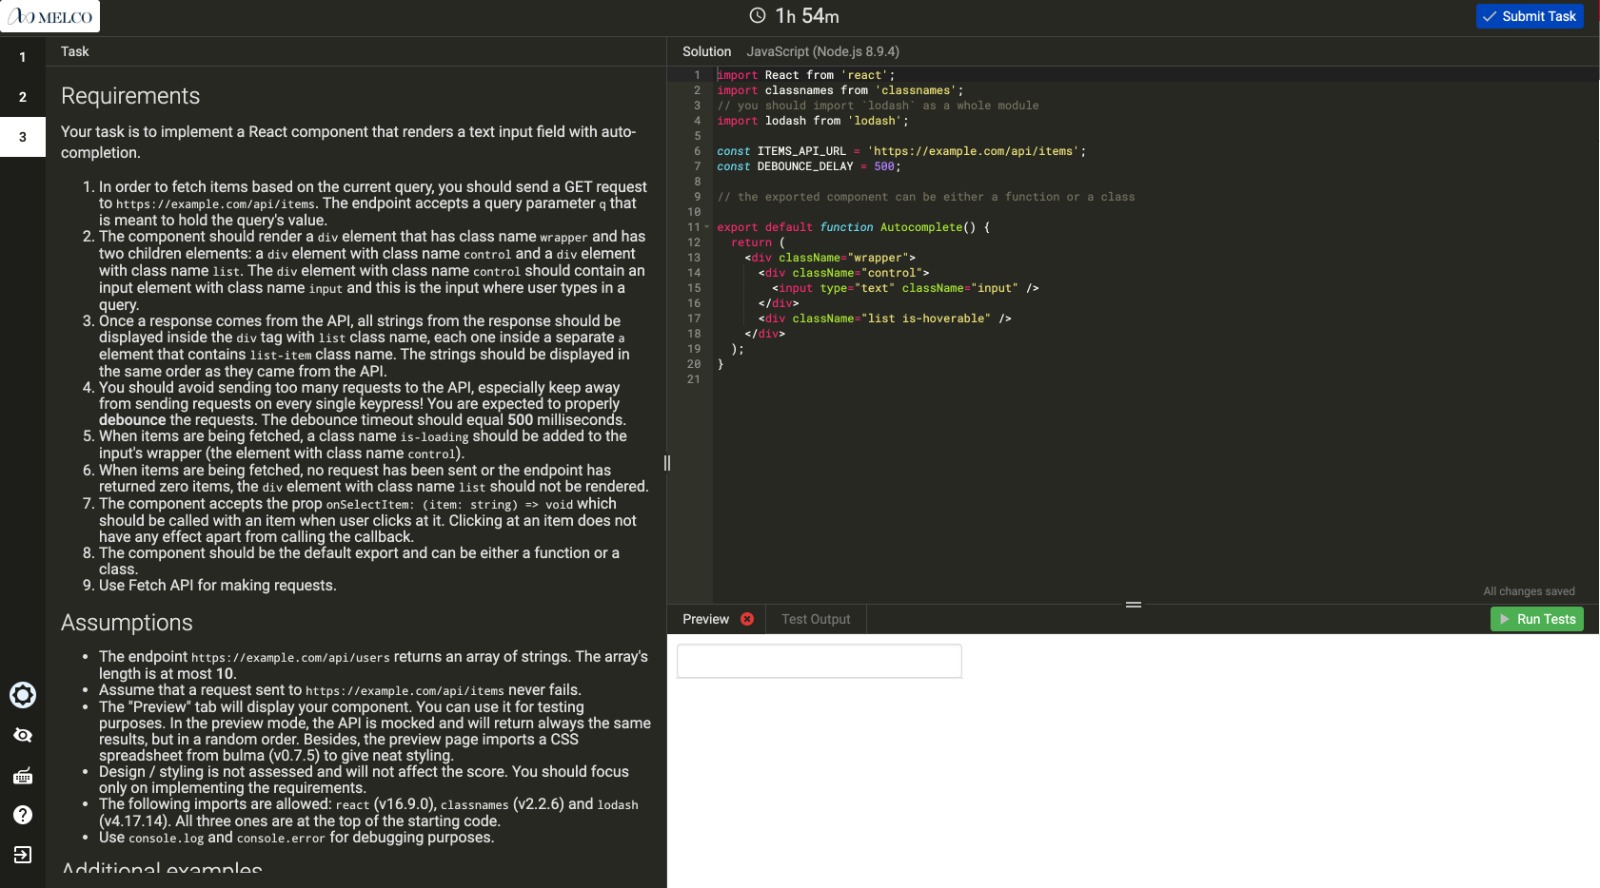 MELCO
1h 54m
Submit Task
1
2
3
Task
Requirements
Your task is to implement a React component that renders a text input field with auto-
completion.
1. In order to fetch items based on the current query, you should send a GET request
to https://example.com/api/items. The endpoint accepts a query parameter q that
is meant to hold the query's value.
2. The component should render a div element that has class name wrapper and has
two children elements: a div element with class name control and a div element
with class name list. The div element with class name control should contain an
input element with class name input and this is the input where user types in a
query.
3. Once a response comes from the API, all strings from the response should be
displayed inside the div tag with list class name, each one inside a separate a
element that contains list-item class name. The strings should be displayed in
the same order as they came from the API.
4. You should avoid sending too many requests to the API, especially keep away
from sending requests on every single keypress! You are expected to properly
debounce the requests. The debounce timeout should equal 500 milliseconds.
5. When items are being fetched, a class name is-loading should be added to the
input's wrapper (the element with class name control).
6. When items are being fetched, no request has been sent or the endpoint has
returned zero items, the div element with class name list should not be rendered.
7. The component accepts the prop onSelectItem: (item: string) => void which
should be called with an item when user clicks at it. Clicking at an item does not
have any effect apart from calling the callback.
8. The component should be the default export and can be either a function or a
class.
9. Use Fetch API for making requests.
Assumptions
• The endpoint https://example.com/api/users returns an array of strings. The array's
length is at most 10.
• Assume that a request sent to https://example.com/api/items never fails.
• The "Preview" tab will display your component. You can use it for testing
purposes. In the preview mode, the API is mocked and will return always the same
results, but in a random order. Besides, the preview page imports a CSS
spreadsheet from bulma (v0.7.5) to give neat styling.
• Design / styling is not assessed and will not affect the score. You should focus
only on implementing the requirements.
• The following imports are allowed: react (v16.9.0), classnames (v2.2.6) and lodash
(v4.17.14). All three ones are at the top of the starting code.
• Use console.log and console.error for debugging purposes.
Additional examples
Solution JavaScript (Node.js 8.9.4)
1 import React from 'react';
2 import classnames from 'classnames';
3 // you should import `lodash` as a whole module
4 import lodash from 'lodash';
5
6 const ITEMS_API_URL = 'https://example.com/api/items';
7 const DEBOUNCE_DELAY = 500;
8
9 // the exported component can be either a function or a class
10
11 export default function Autocomplete() {
12 return (
13 <div className="wrapper">
14 <div className="control">
15 <input type="text" className="input" />
16 </div>
17 <div className="list is-hoverable" />
18 </div>
19 );
20 }
21
All changes saved
Preview Test Output Run Tests